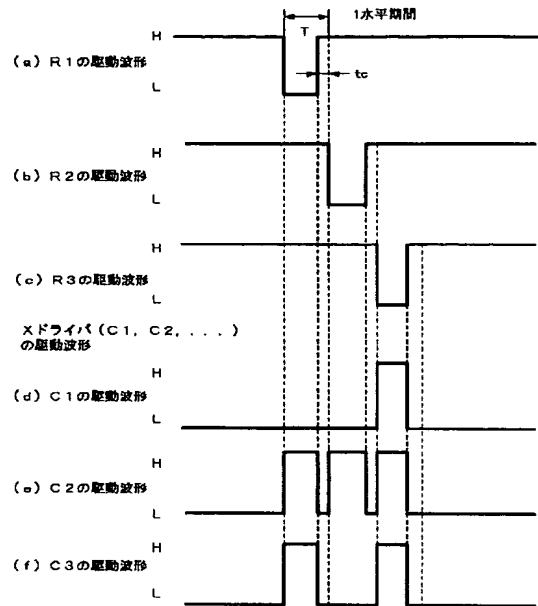 1水平期間
H
T
(a) R1の駆動波形
tc
L
H
(b) R2の駆動波形
L
H
(c) R3の駆動波形
L
Xドライバ(C1, C2, ...)
の駆動波形
H
(d) C1の駆動波形
L
H
(e) C2の駆動波形
L
H
(f) C3の駆動波形
L